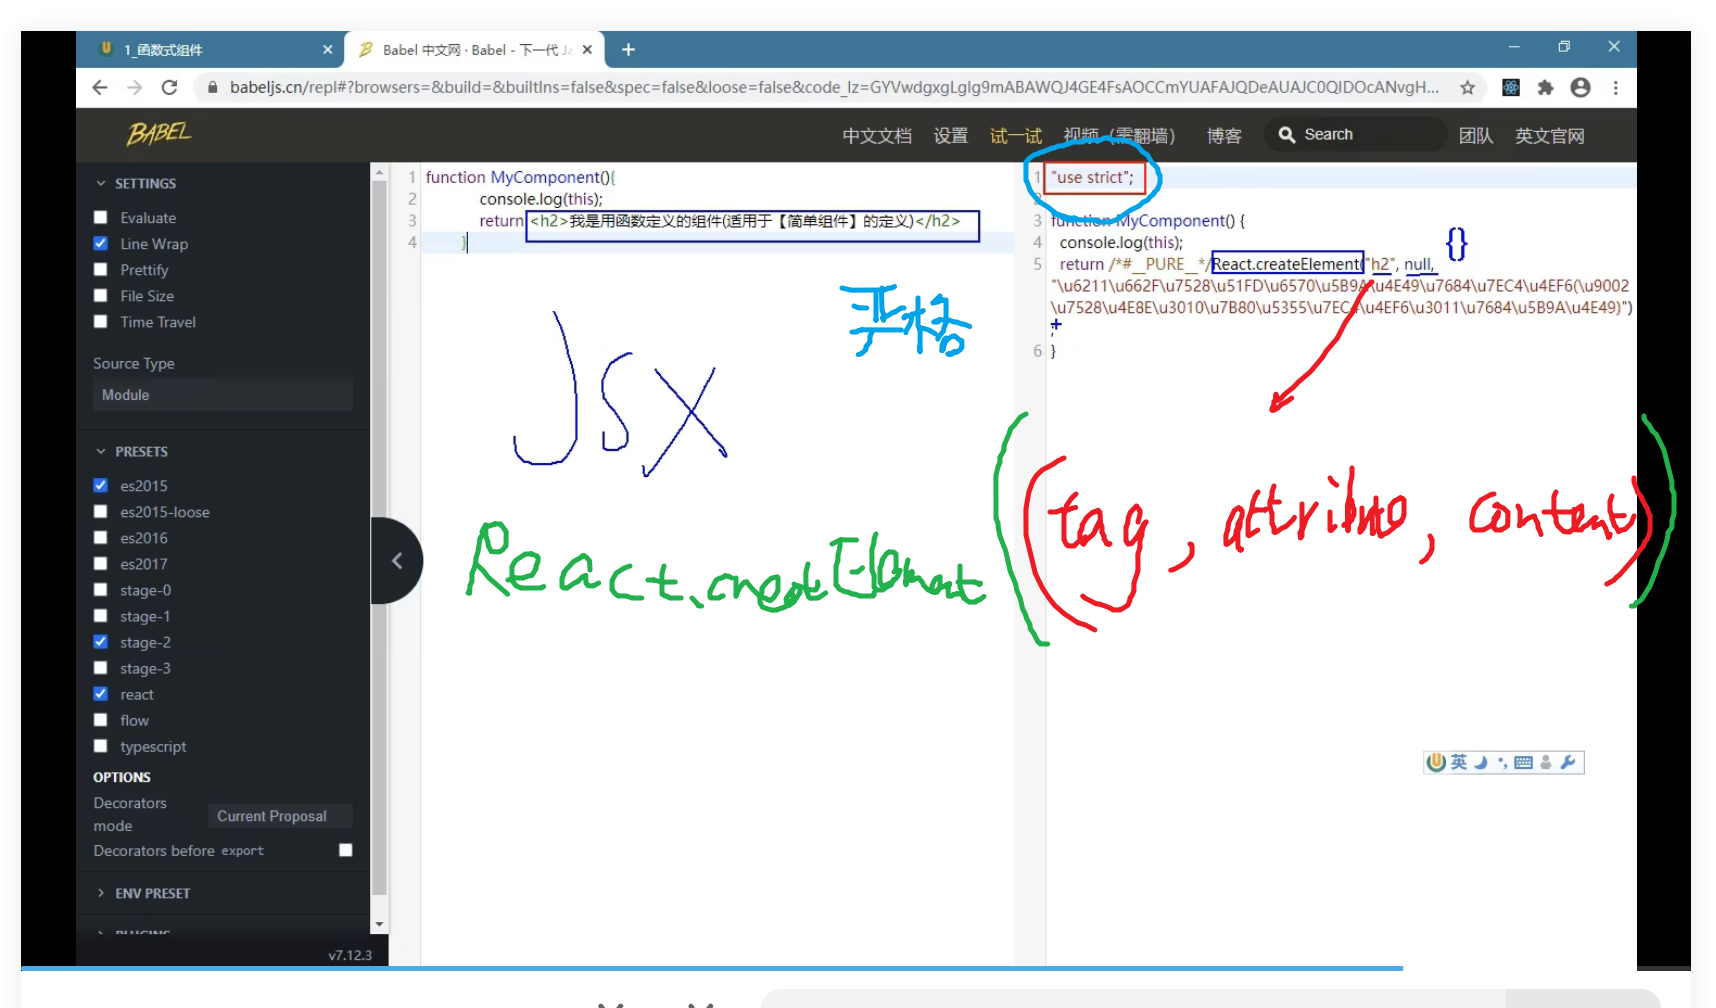 1_函数式组件
Babel 中文网 · Babel - 下一代 Ja
babeljs.cn/repl#?browsers=&build=&builtIns=false&spec=false&loose=false&code_lz=GYVwdgxgLglg9mABAWQJ4GE4FsAOCCmYUAFAJQDeAUAJC0QIDOcANvgH...
BABEL
中文文档 设置 试一试 视频（需翻墙） 博客 Search 团队 英文官网
SETTINGS
Evaluate
Line Wrap
Prettify
File Size
Time Travel
Source Type
Module
PRESETS
es2015
es2015-loose
es2016
es2017
stage-0
stage-1
stage-2
stage-3
react
flow
typescript
OPTIONS
Decorators mode
Current Proposal
Decorators before export
ENV PRESET
v7.12.3
1 function MyComponent(){
2 console.log(this);
3 return <h2>我是用函数定义的组件(适用于【简单组件】的定义)</h2>
4 }
1 "use strict";
2
3 function MyComponent() {
4 console.log(this);
5 return /*#__PURE__*/React.createElement("h2", null,
"\u6211\u662F\u7528\u51FD\u6570\u5B9A\u4E49\u7684\u7EC4\u4EF6(\u9002
\u7528\u4E8E\u3010\u7B80\u5355\u7EC4\u4EF6\u3011\u7684\u5B9A\u4E49)")
;
6 }
{}
严格
JSX
React.createElement
((tag, attribute, content))
英